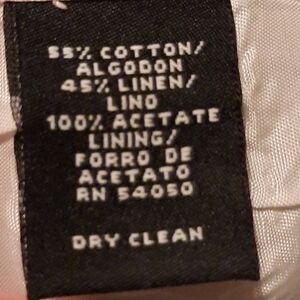 55% COTTON/
ALGODON
45% LINEN/
LINO
100% ACETATE
LINING/
FORRO DE
ACETATO
RN 54050
DRY CLEAN